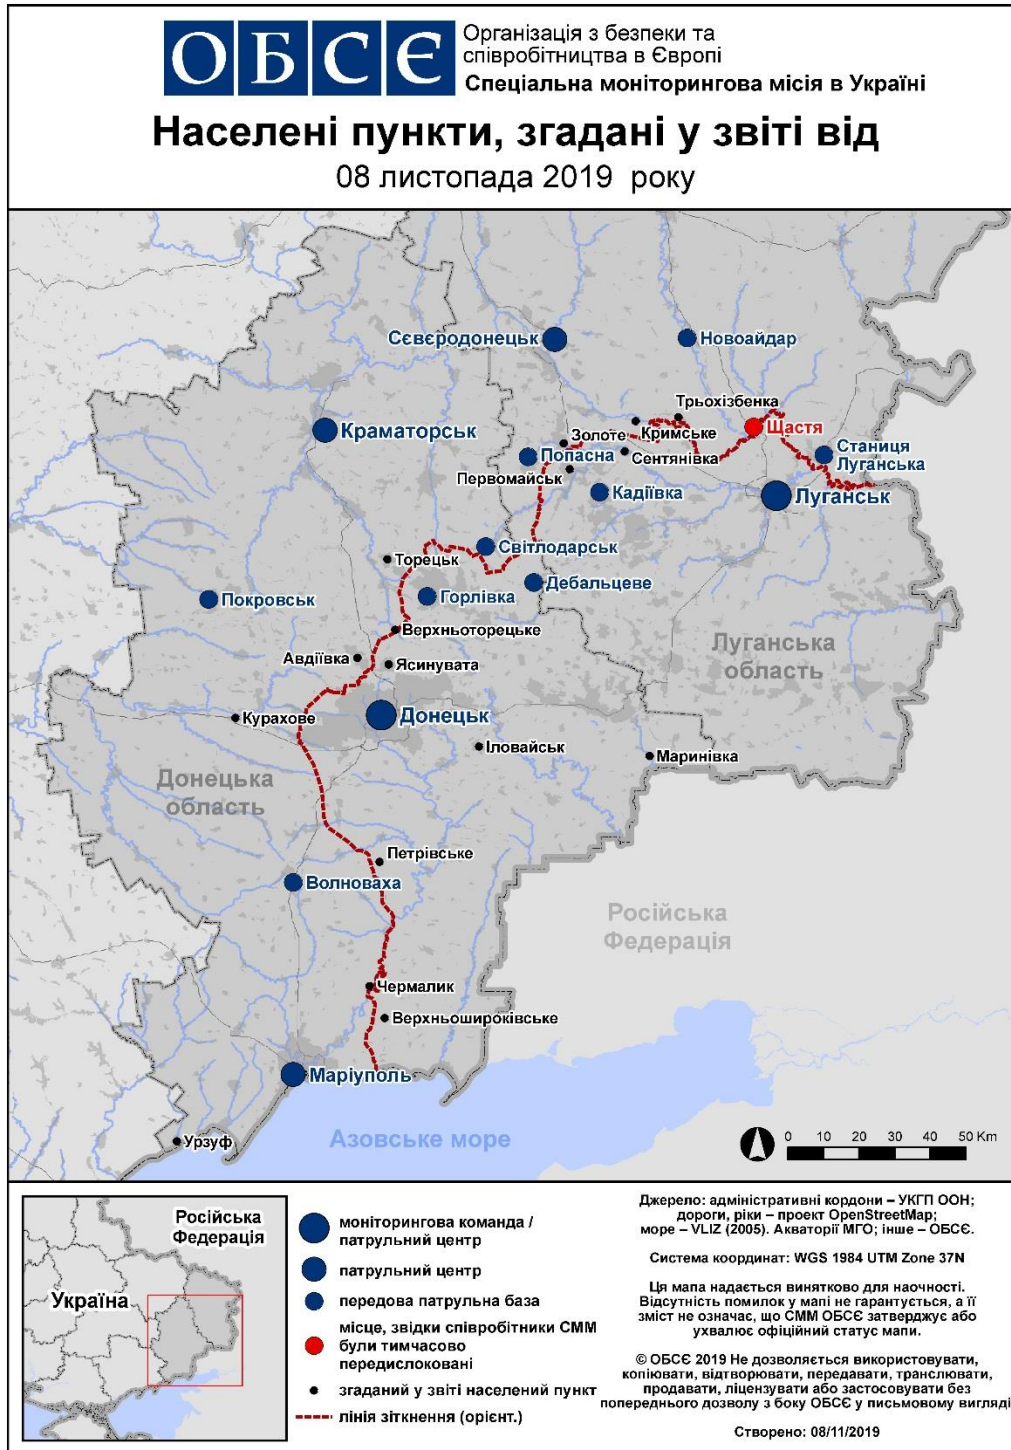 ОБСЄ
Організація з безпеки та
співробітництва в Європі
Спеціальна моніторингова місія в Україні
Населені пункти, згадані у звіті від
08 листопада 2019 року
Сєвєродонецьк
Новоайдар
Трьохізбенка
Щастя
Краматорськ
Золоте
Кримське
Станиця
Луганська
Попасна
Сентянівка
Первомайськ
Кадіївка
Луганськ
Світлодарськ
Торецьк
Дебальцеве
Покровськ
Горлівка
Верхньоторецьке
Луганська
область
Авдіївка
Ясинувата
Курахове
Донецьк
Іловайськ
Маринівка
Донецька
область
Петрівське
Волноваха
Російська
Федерація
Чермалик
Верхньошироківське
Маріуполь
Азовське море
Урзуф
0 10 20 30 40 50 Km
Російська
Федерація
Україна
моніторингова команда /
патрульний центр
патрульний центр
передова патрульна база
місце, звідки співробітники СММ
були тимчасово
передислоковані
згаданий у звіті населений пункт
лінія зіткнення (орієнт.)
Джерело: адміністративні кордони – УКГП ООН;
дороги, ріки – проект OpenStreetMap;
море – VLIZ (2005). Акваторії МГО; інше – ОБСЄ.
Система координат: WGS 1984 UTM Zone 37N
Ця мапа надається винятково для наочності.
Відсутність помилок у мапі не гарантується, а її
зміст не означає, що СММ ОБСЄ затверджує або
ухвалює офіційний статус мапи.
© ОБСЄ 2019 Не дозволяється використовувати,
копіювати, відтворювати, передавати, транслювати,
продавати, ліцензувати або застосовувати без
попереднього дозволу з боку ОБСЄ у письмовому вигляді
Створено: 08/11/2019